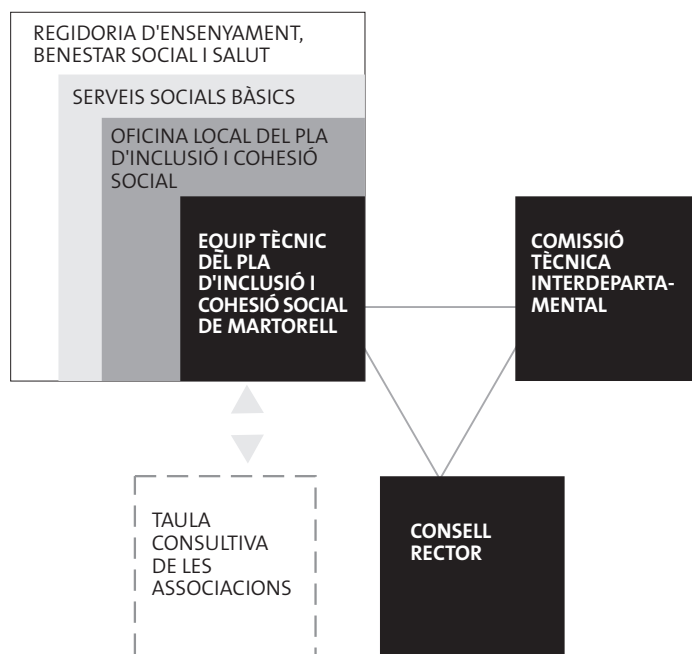 REGIDORIA D'ENSENYAMENT,
BENESTAR SOCIAL I SALUT
SERVEIS SOCIALS BÀSICS
OFICINA LOCAL DEL PLA
D'INCLUSIÓ I COHESIÓ
SOCIAL
EQUIP TÈCNIC
DEL PLA
D'INCLUSIÓ I
COHESIÓ SOCIAL
DE MARTORELL
COMISSIÓ
TÈCNICA
INTERDEPARTA-
MENTAL
TAULA
CONSULTIVA
DE LES
ASSOCIACIONS
CONSELL
RECTOR